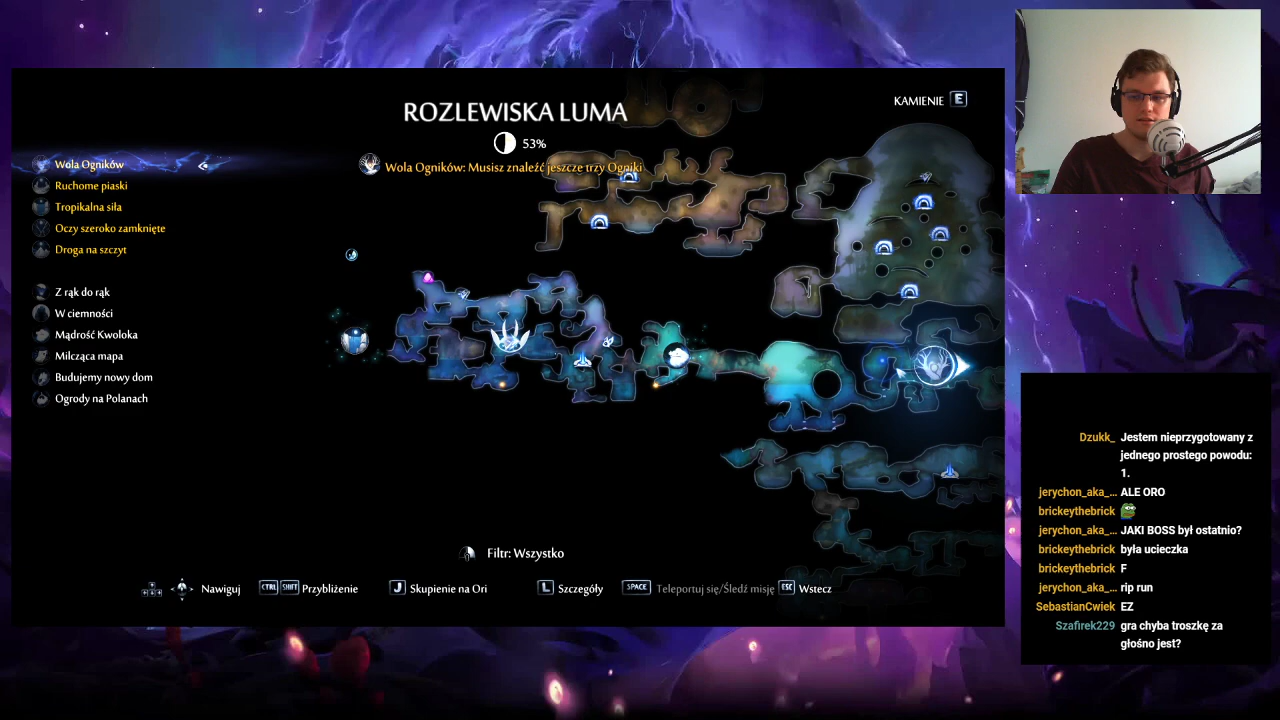 ROZLEWISKA LUMA
KAMIENIE E
53%
Wola Ogników: Musisz znaleźć jeszcze trzy Ogniki
Wola Ogników
Ruchome piaski
Tropikalna siła
Oczy szeroko zamknięte
Droga na szczyt
Z rąk do rąk
W ciemności
Mądrość Kwoloka
Milcząca mapa
Budujemy nowy dom
Ogrody na Polanach
Filtr: Wszystko
Nawiguj CTRL SHIFT Przybliżenie J Skupienie na Ori L Szczegóły SPACE Teleportuj się/Śledź misję ESC Wstecz
Dzukk_ Jestem nieprzygotowany z
jednego prostego powodu:
1.
jerychon_aka_... ALE ORO
brickeythebrick
jerychon_aka_... JAKI BOSS był ostatnio?
brickeythebrick była ucieczka
brickeythebrick F
jerychon_aka_... rip run
SebastianCwiek EZ
Szafirek229 gra chyba troszkę za
głośno jest?